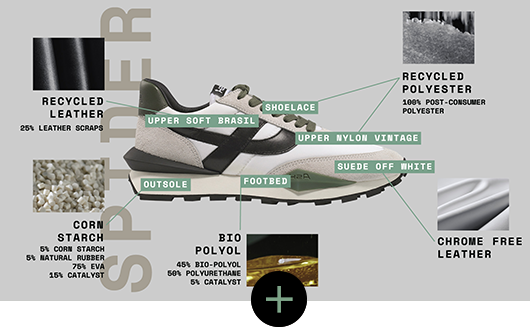 SPIDER
RECYCLED
LEATHER
25% LEATHER SCRAPS
RECYCLED
POLYESTER
100% POST-CONSUMER
POLYESTER
SHOELACE
UPPER SOFT BRASIL
UPPER NYLON VINTAGE
SUEDE OFF WHITE
OUTSOLE
FOOTBED
CORN
STARCH
5% CORN STARCH
5% NATURAL RUBBER
75% EVA
15% CATALYST
BIO
POLYOL
45% BIO-POLYOL
50% POLYURETHANE
5% CATALYST
CHROME FREE
LEATHER